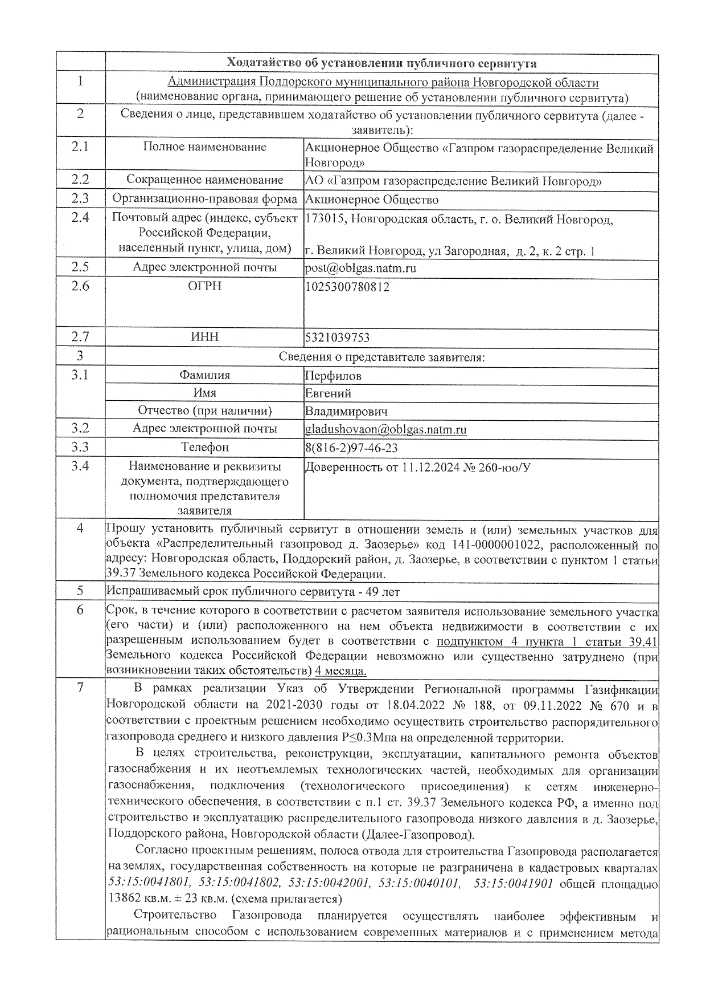 Ходатайство об установлении публичного сервитута
1
Администрация Поддорского муниципального района Новгородской области
(наименование органа, принимающего решение об установлении публичного сервитута)
2
Сведения о лице, представившем ходатайство об установлении публичного сервитута (далее -
заявитель):
2.1
Полное наименование
Акционерное Общество «Газпром газораспределение Великий
Новгород»
2.2
Сокращенное наименование
АО «Газпром газораспределение Великий Новгород»
2.3
Организационно-правовая форма
Акционерное Общество
2.4
Почтовый адрес (индекс, субъект
Российской Федерации,
населенный пункт, улица, дом)
173015, Новгородская область, г. о. Великий Новгород,
г. Великий Новгород, ул Загородная, д. 2, к. 2 стр. 1
2.5
Адрес электронной почты
post@oblgas.natm.ru
2.6
ОГРН
1025300780812
2.7
ИНН
5321039753
3
Сведения о представителе заявителя:
3.1
Фамилия
Перфилов
Имя
Евгений
Отчество (при наличии)
Владимирович
3.2
Адрес электронной почты
gladushovaon@oblgas.natm.ru
3.3
Телефон
8(816-2)97-46-23
3.4
Наименование и реквизиты
документа, подтверждающего
полномочия представителя
заявителя
Доверенность от 11.12.2024 № 260-юо/У
4
Прошу установить публичный сервитут в отношении земель и (или) земельных участков для
объекта «Распределительный газопровод д. Заозерье» код 141-0000001022, расположенный по
адресу: Новгородская область, Поддорский район, д. Заозерье, в соответствии с пунктом 1 статьи
39.37 Земельного кодекса Российской Федерации.
5
Испрашиваемый срок публичного сервитута - 49 лет
6
Срок, в течение которого в соответствии с расчетом заявителя использование земельного участка
(его части) и (или) расположенного на нем объекта недвижимости в соответствии с их
разрешенным использованием будет в соответствии с подпунктом 4 пункта 1 статьи 39.41
Земельного кодекса Российской Федерации невозможно или существенно затруднено (при
возникновении таких обстоятельств) 4 месяца.
7
В рамках реализации Указ об Утверждении Региональной программы Газификации
Новгородской области на 2021-2030 годы от 18.04.2022 № 188, от 09.11.2022 № 670 и в
соответствии с проектным решением необходимо осуществить строительство распорядительного
газопровода среднего и низкого давления Р≤0.3Мпа на определенной территории.
В целях строительства, реконструкции, эксплуатации, капитального ремонта объектов
газоснабжения и их неотъемлемых технологических частей, необходимых для организации
газоснабжения, подключения (технологического присоединения) к сетям инженерно-
технического обеспечения, в соответствии с п.1 ст. 39.37 Земельного кодекса РФ, а именно под
строительство и эксплуатацию распределительного газопровода низкого давления в д. Заозерье,
Поддорского района, Новгородской области (Далее-Газопровод).
Согласно проектным решениям, полоса отвода для строительства Газопровода располагается
на землях, государственная собственность на которые не разграничена в кадастровых кварталах
53:15:0041801, 53:15:0041802, 53:15:0042001, 53:15:0040101, 53:15:0041901 общей площадью
13862 кв.м. ± 23 кв.м. (схема прилагается)
Строительство Газопровода планируется осуществлять наиболее эффективным и
рациональным способом с использованием современных материалов и с применением метода